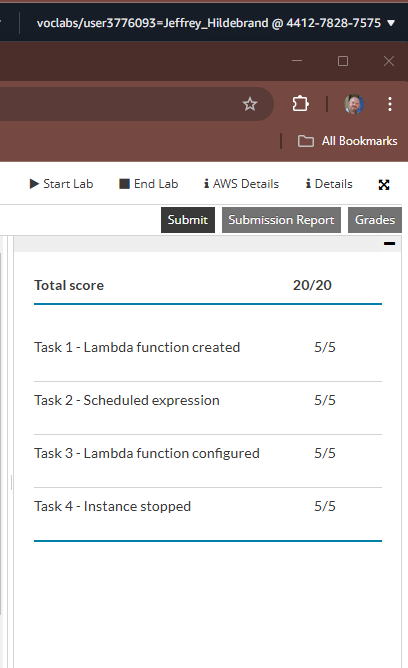 voclabs/user3776093=Jeffrey_Hildebrand @ 4412-7828-7575
All Bookmarks
Start Lab End Lab AWS Details Details
Submit Submission Report Grades
Total score 20/20
Task 1 - Lambda function created 5/5
Task 2 - Scheduled expression 5/5
Task 3 - Lambda function configured 5/5
Task 4 - Instance stopped 5/5